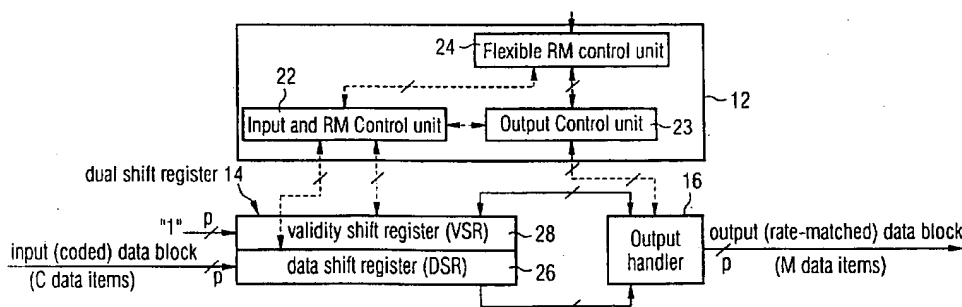 24
Flexible RM control unit
22
12
Input and RM Control unit
Output Control unit
23
dual shift register 14
16
"1"
p
validity shift register (VSR)
28
input (coded) data block
(C data items)
p
data shift register (DSR)
26
Output
handler
output (rate-matched) data block
p
(M data items)